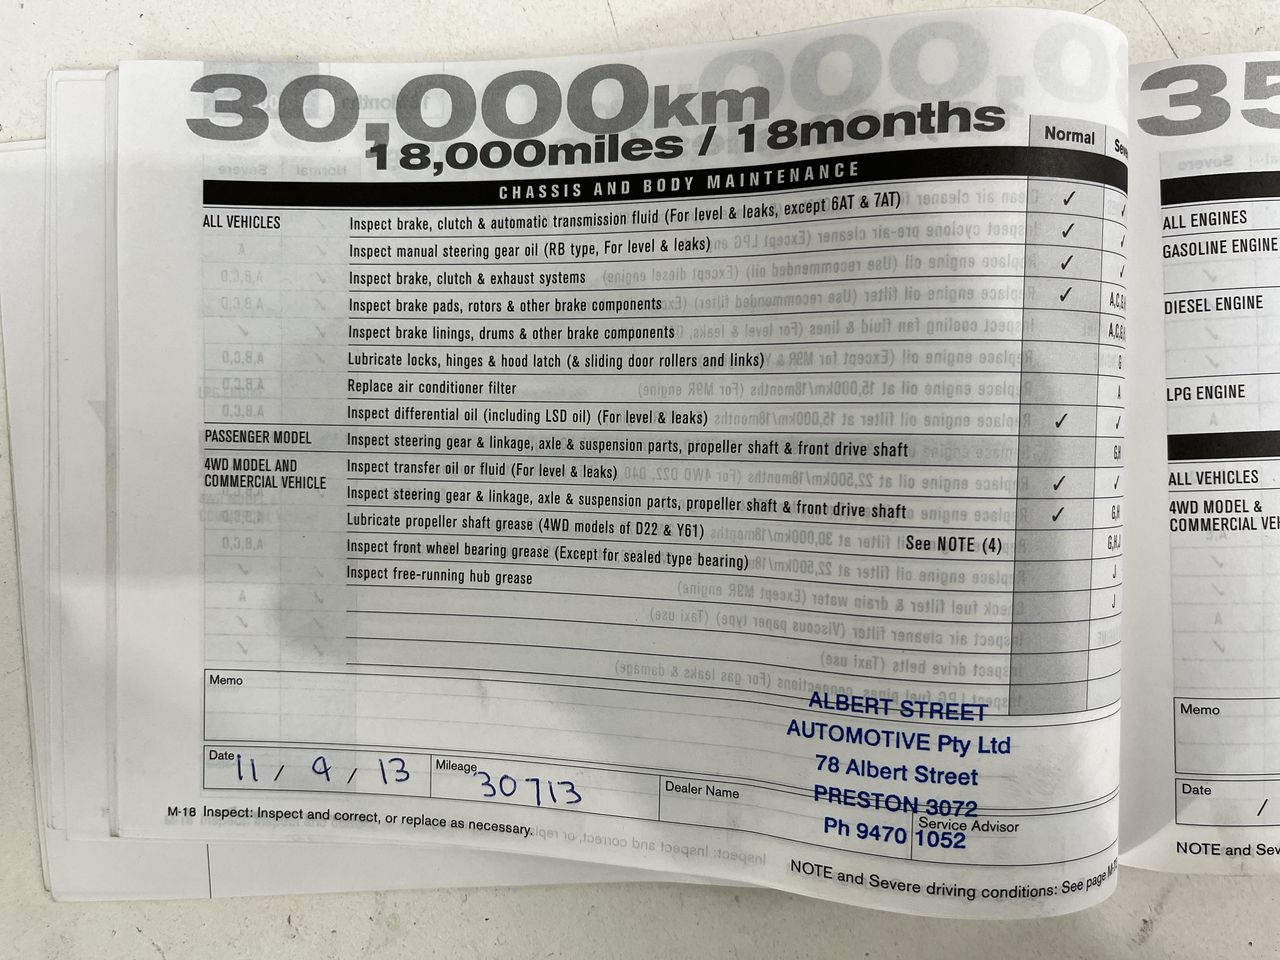 30,000km
18,000miles / 18months
Normal
CHASSIS AND BODY MAINTENANCE
ALL VEHICLES
Inspect brake, clutch & automatic transmission fluid (For level & leaks, except 6AT & 7AT) ✓ ✓
Inspect manual steering gear oil (RB type, For level & leaks) ✓ ✓
Inspect brake, clutch & exhaust systems ✓ ✓
Inspect brake pads, rotors & other brake components ✓ A,C,
Inspect brake linings, drums & other brake components A,C,
Lubricate locks, hinges & hood latch (& sliding door rollers and links) G
Replace air conditioner filter A
Inspect differential oil (including LSD oil) (For level & leaks) ✓ ✓
PASSENGER MODEL Inspect steering gear & linkage, axle & suspension parts, propeller shaft & front drive shaft G,H
4WD MODEL AND
COMMERCIAL VEHICLE
Inspect transfer oil or fluid (For level & leaks) ✓ ✓
Inspect steering gear & linkage, axle & suspension parts, propeller shaft & front drive shaft ✓ G,H
Lubricate propeller shaft grease (4WD models of D22 & Y61) See NOTE (4) G,H,J
Inspect front wheel bearing grease (Except for sealed type bearing) J
Inspect free-running hub grease J
Memo
ALBERT STREET
AUTOMOTIVE Pty Ltd
78 Albert Street
PRESTON 3072
Ph 9470 1052
Date 11 / 9 / 13
Mileage 30713
Dealer Name
Service Advisor
M-18 Inspect: Inspect and correct, or replace as necessary.
NOTE and Severe driving conditions: See page
35
ALL ENGINES
GASOLINE ENGINE
DIESEL ENGINE
LPG ENGINE
ALL VEHICLES
4WD MODEL &
COMMERCIAL
Memo
Date /
NOTE and